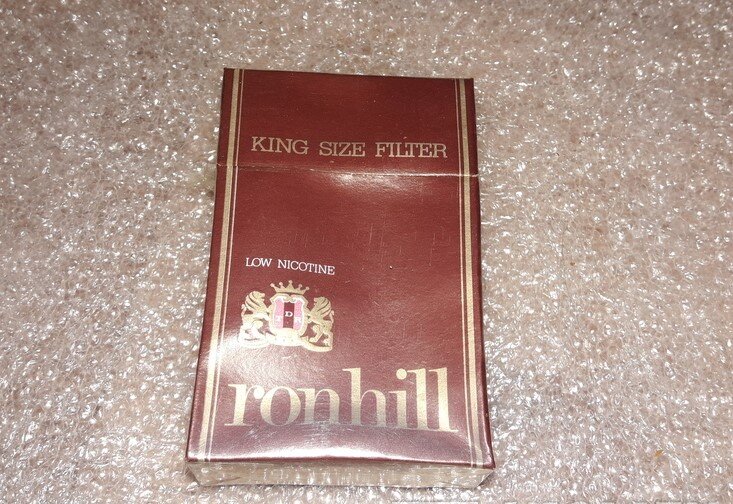 KING SIZE FILTER
LOW NICOTINE
D
ronhill